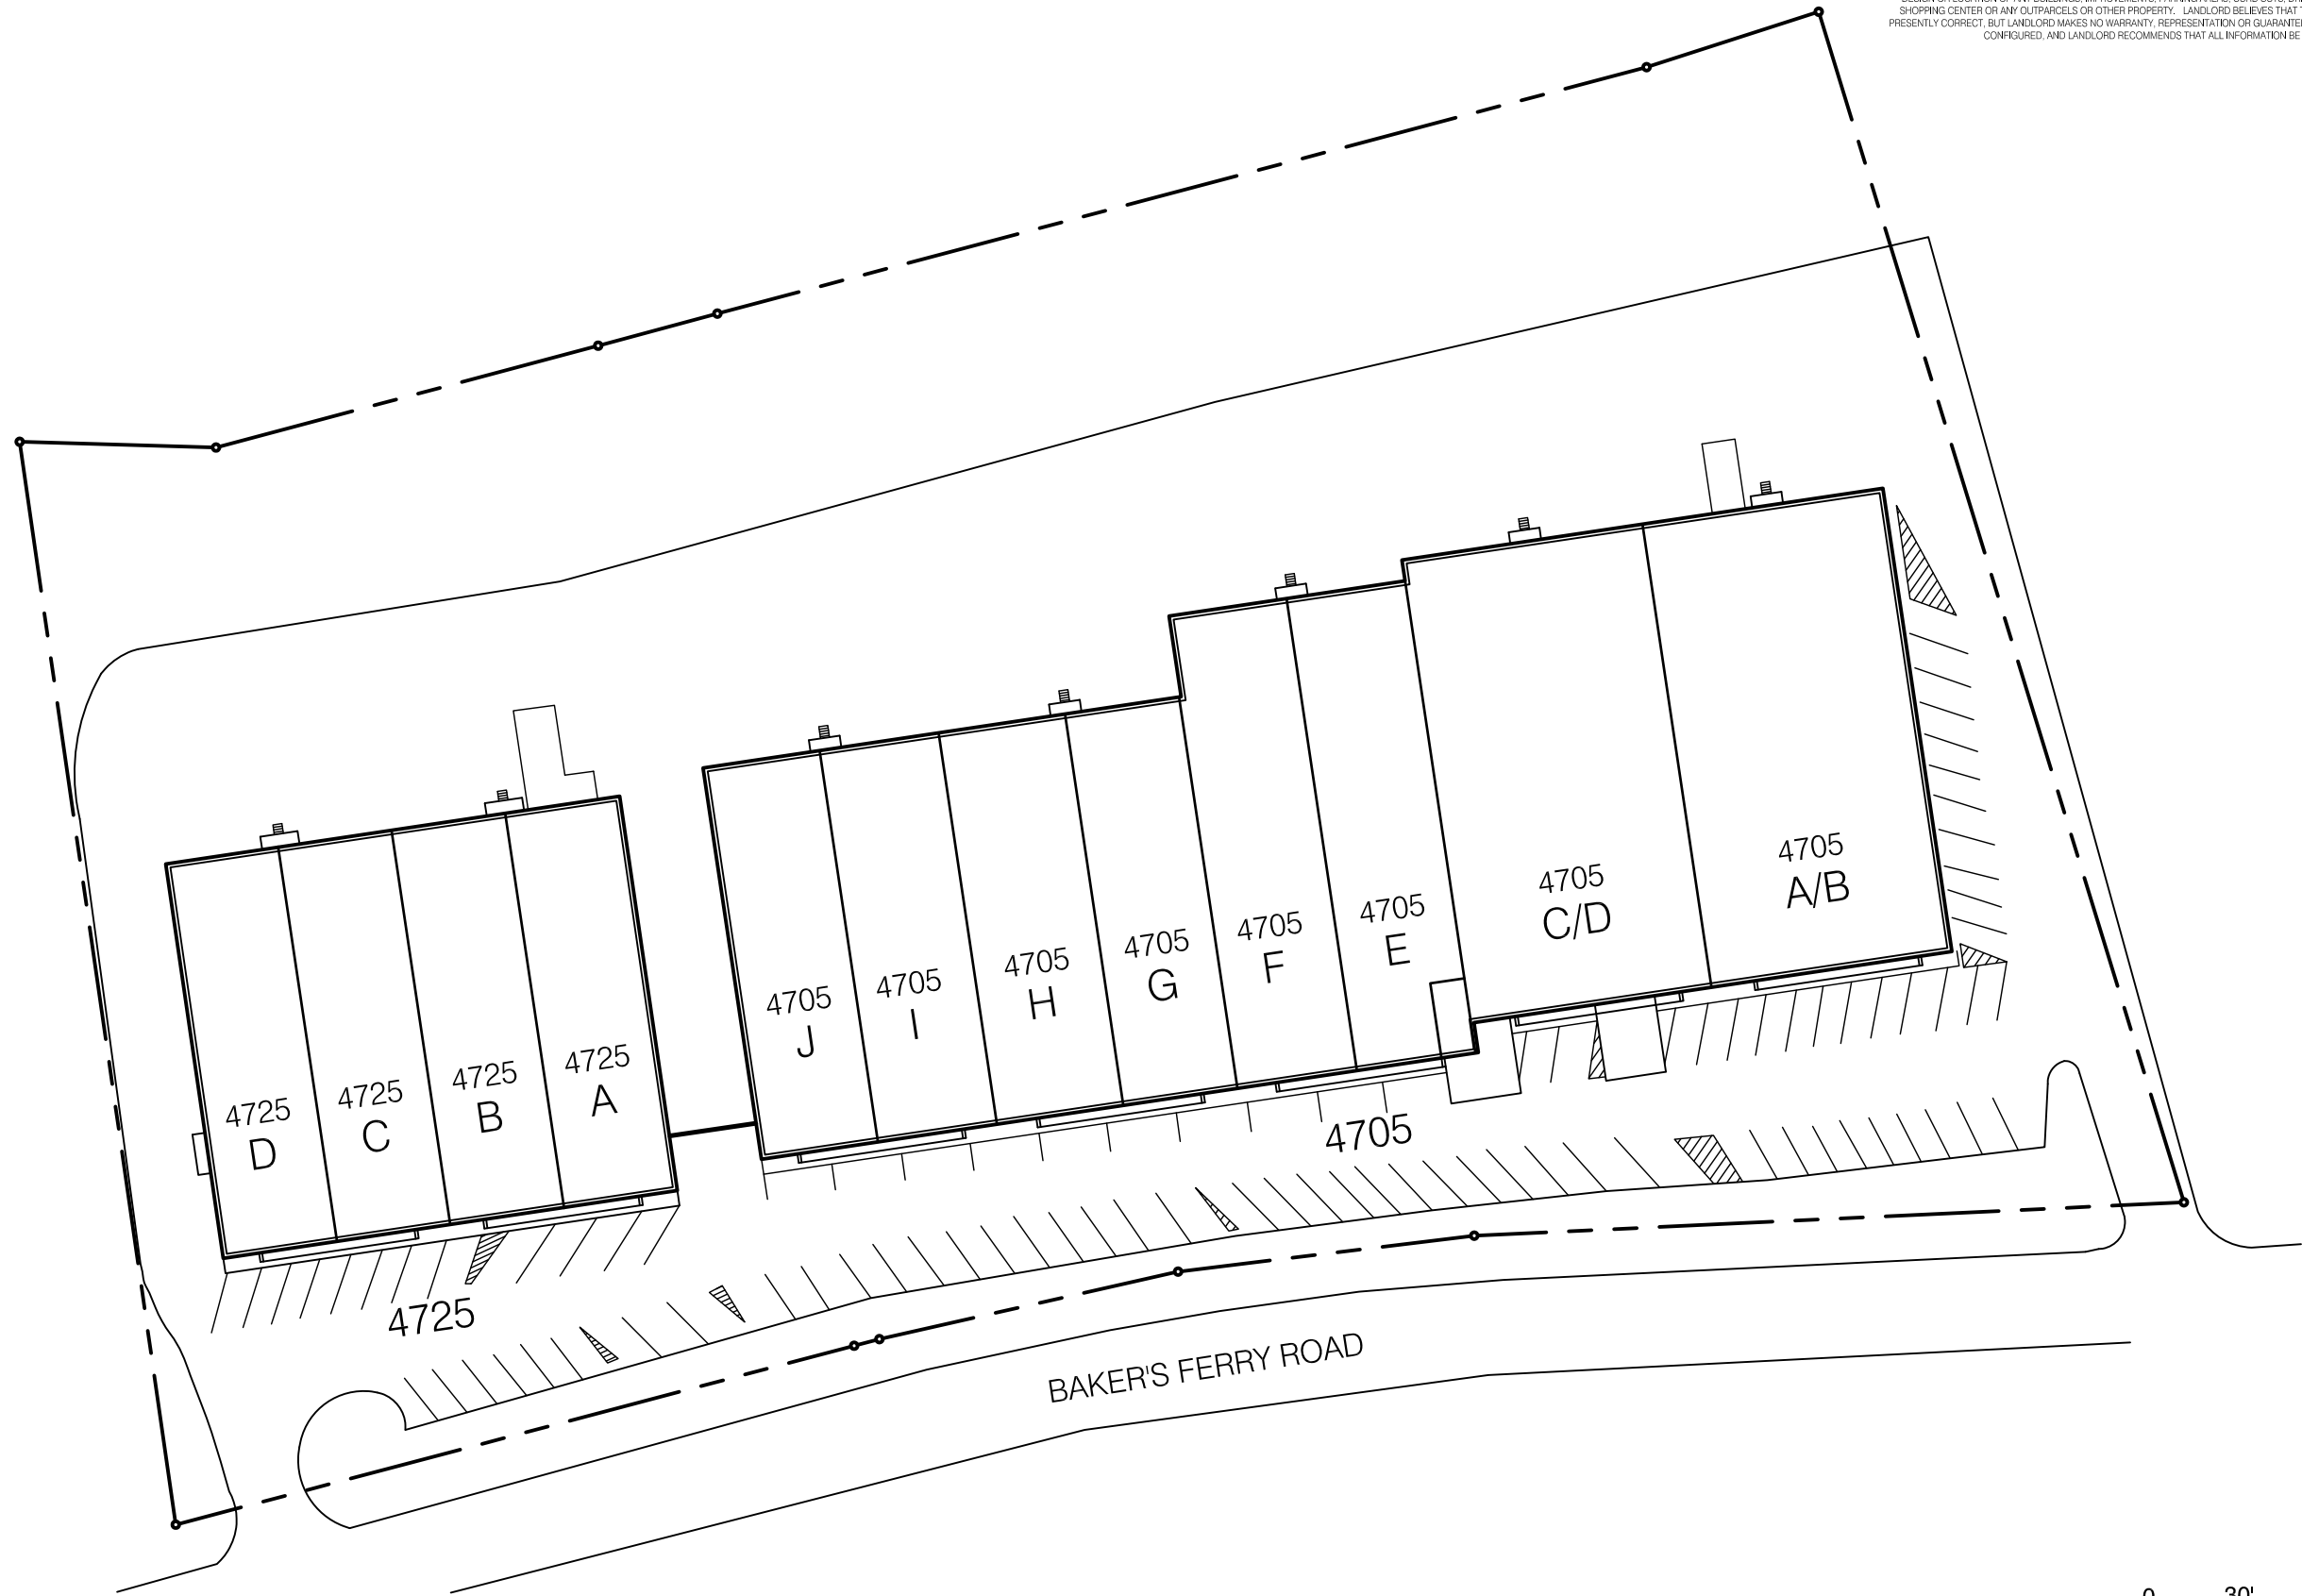 SHOPPING CENTER OR ANY OUTPARCELS OR OTHER PROPERTY. LANDLORD BELIEVES THAT
PRESENTLY CORRECT, BUT LANDLORD MAKES NO WARRANTY, REPRESENTATION OR
CONFIGURED, AND LANDLORD RECOMMENDS THAT ALL INFORMATION BE
4705
A/B
4705
C/D
4705
E
4705
F
4705
G
4705
H
4705
I
4705
J
4725
A
4725
B
4725
C
4725
D
4705
4725
BAKER'S FERRY ROAD
0 30'